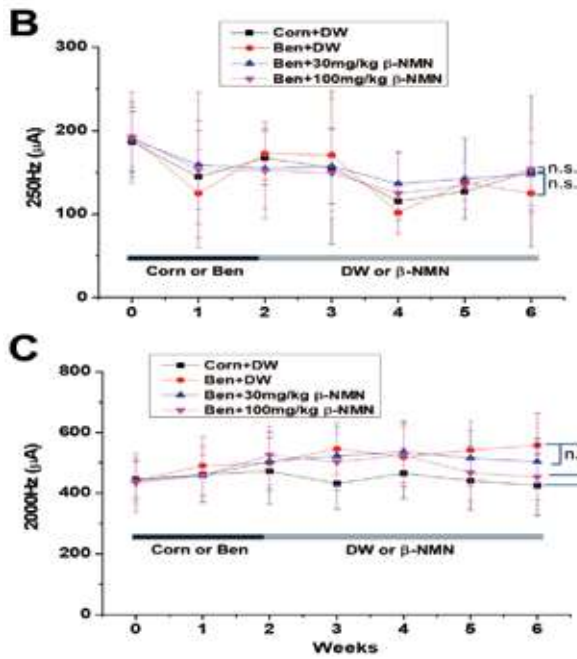 B
Corn+DW
Ben+DW
Ben+30mg/kg β-NMN
Ben+100mg/kg β-NMN
300
200
100
0
250Hz (μA)
n.s.
n.s.
Corn or Ben
DW or β-NMN
0 1 2 3 4 5 6
C
Corn+DW
Ben+DW
Ben+30mg/kg β-NMN
Ben+100mg/kg β-NMN
800
600
400
200
0
2000Hz (μA)
n.
Corn or Ben
DW or β-NMN
0 1 2 3 4 5 6
Weeks